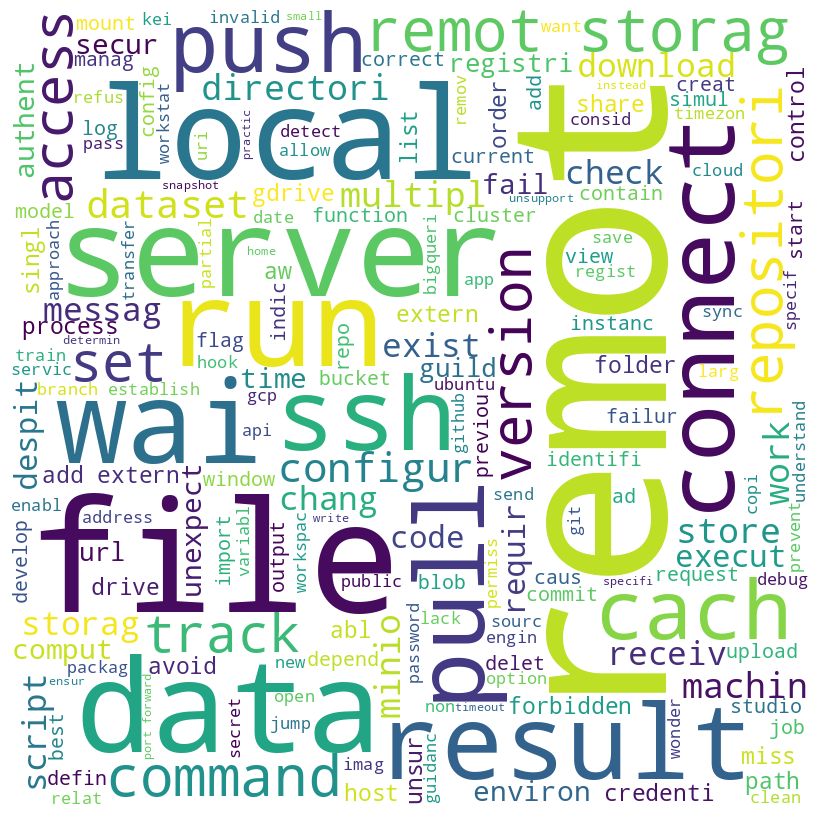 mount kei invalid small want
access manag secur push correct remot storag
authent refus config workstat directori registri download creat
log uri practic detect list order add share simul timezon
pass allow current remov instead consid control
snapshot local fail check contain cloud repositori
model dataset gdrive multipl unsupport
singl date function cluster save start
approach transfer partial server home aw bigqueri app version view regist
messag indic extern instanc sync specif
process run flag guild exist connect
train determin set hook repo folder larg
servic branch establish time bucket ubuntu github failur work understand
despit wai gcp api ssh previou identifi
add extern window configur send ad git copi prevent
enabl address chang pull requir store
develop url import variabl output write code remot specifi execut
unexpect drive workspac public blob caus request debug
file permiss commit cach
storag track abl minio password lack sourc engin receiv upload
comput packag avoid depend delet machin
script ensur new option
best data port forward open non timeout forbidden studio
secret jump unsur guidanc result wonder job
defin command imag miss path
relat host environ credenti clean